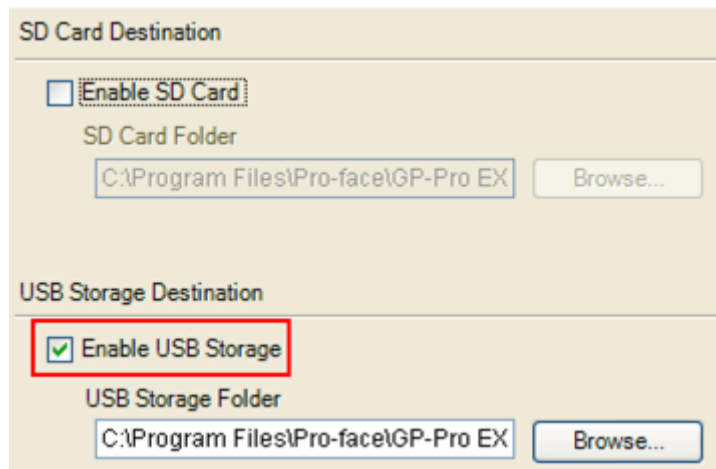 SD Card Destination
Enable SD Card
SD Card Folder
C:\Program Files\Pro-face\GP-Pro EX
Browse...
USB Storage Destination
Enable USB Storage
USB Storage Folder
C:\Program Files\Pro-face\GP-Pro EX
Browse...